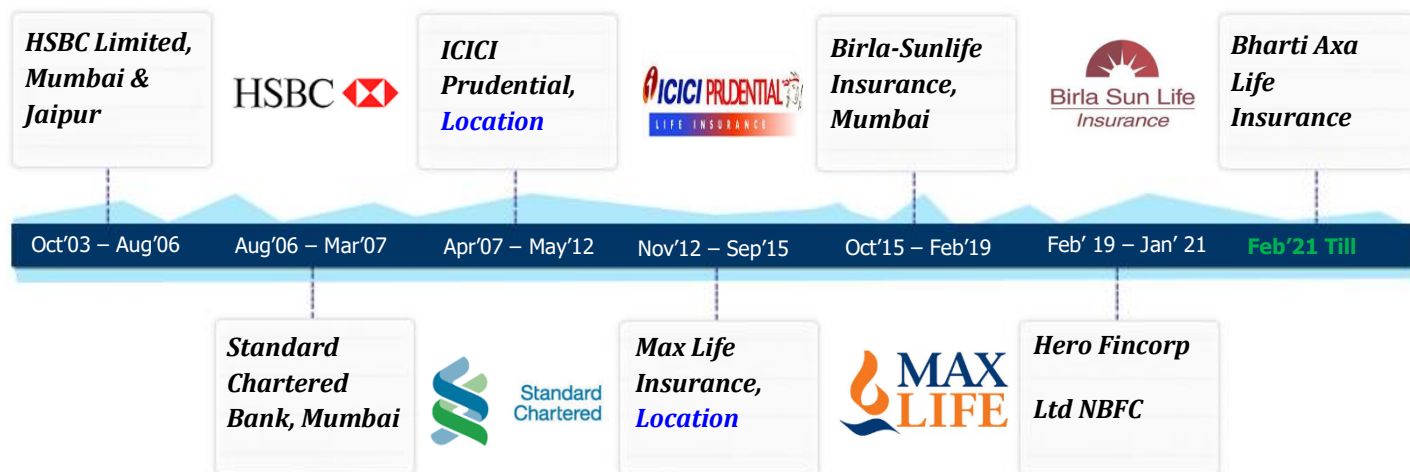 HSBC Limited,
Mumbai &
Jaipur
HSBC
ICICI
Prudential,
Location
ICICI PRUDENTIAL
LIFE INSURANCE
Birla-Sunlife
Insurance,
Mumbai
Birla Sun Life
Insurance
Bharti Axa
Life
Insurance
Oct'03 – Aug'06
Aug'06 – Mar'07
Apr'07 – May'12
Nov'12 – Sep'15
Oct'15 – Feb'19
Feb' 19 – Jan' 21
Feb'21 Till
Standard
Chartered
Bank, Mumbai
Standard
Chartered
Max Life
Insurance,
Location
MAX
LIFE
Hero Fincorp
Ltd NBFC